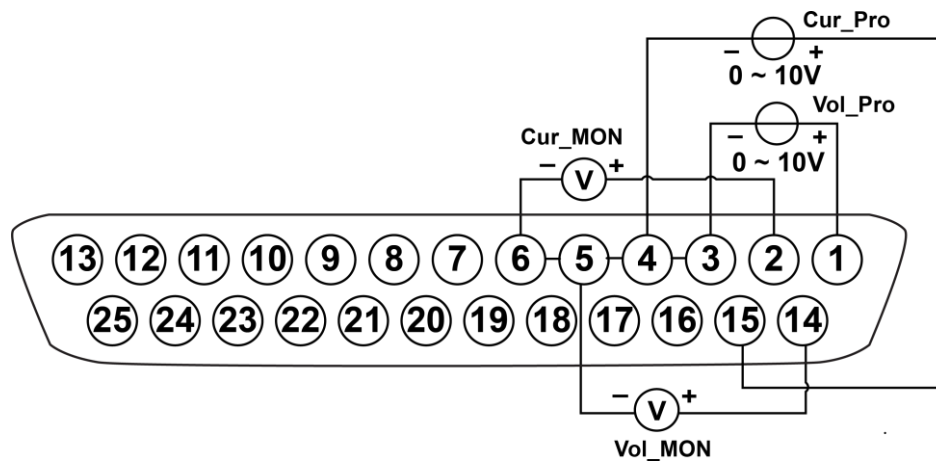 Cur_Pro
− +
0 ~ 10V
Vol_Pro
− +
0 ~ 10V
Cur_MON
− V +
13 12 11 10 9 8 7 6 5 4 3 2 1
25 24 23 22 21 20 19 18 17 16 15 14
− V +
Vol_MON